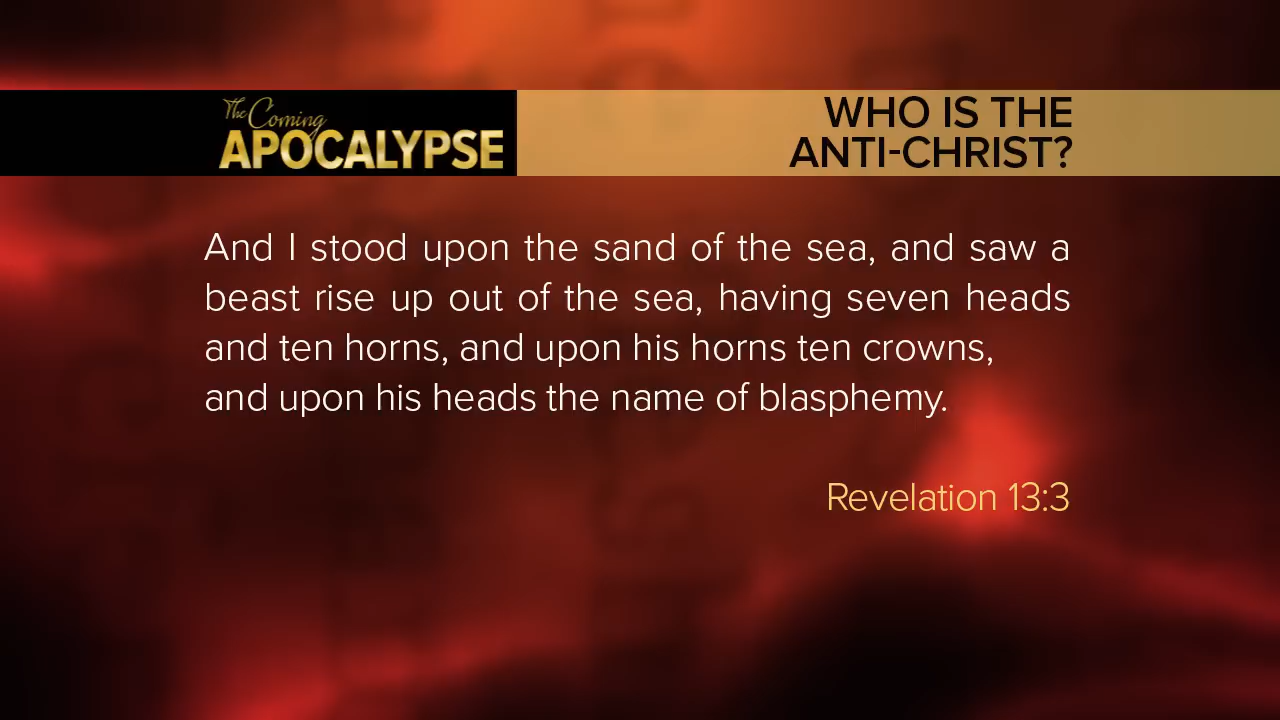 The Coming
APOCALYPSE
WHO IS THE
ANTI-CHRIST?
And I stood upon the sand of the sea, and saw a
beast rise up out of the sea, having seven heads
and ten horns, and upon his horns ten crowns,
and upon his heads the name of blasphemy.
Revelation 13:3